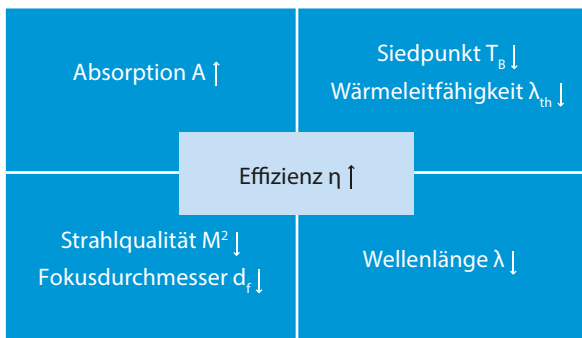 Absorption A ↑
Siedpunkt T_B ↓
Wärmeleitfähigkeit λ_th ↓
Effizienz η ↑
Strahlqualität M² ↓
Fokusdurchmesser d_f ↓
Wellenlänge λ ↓